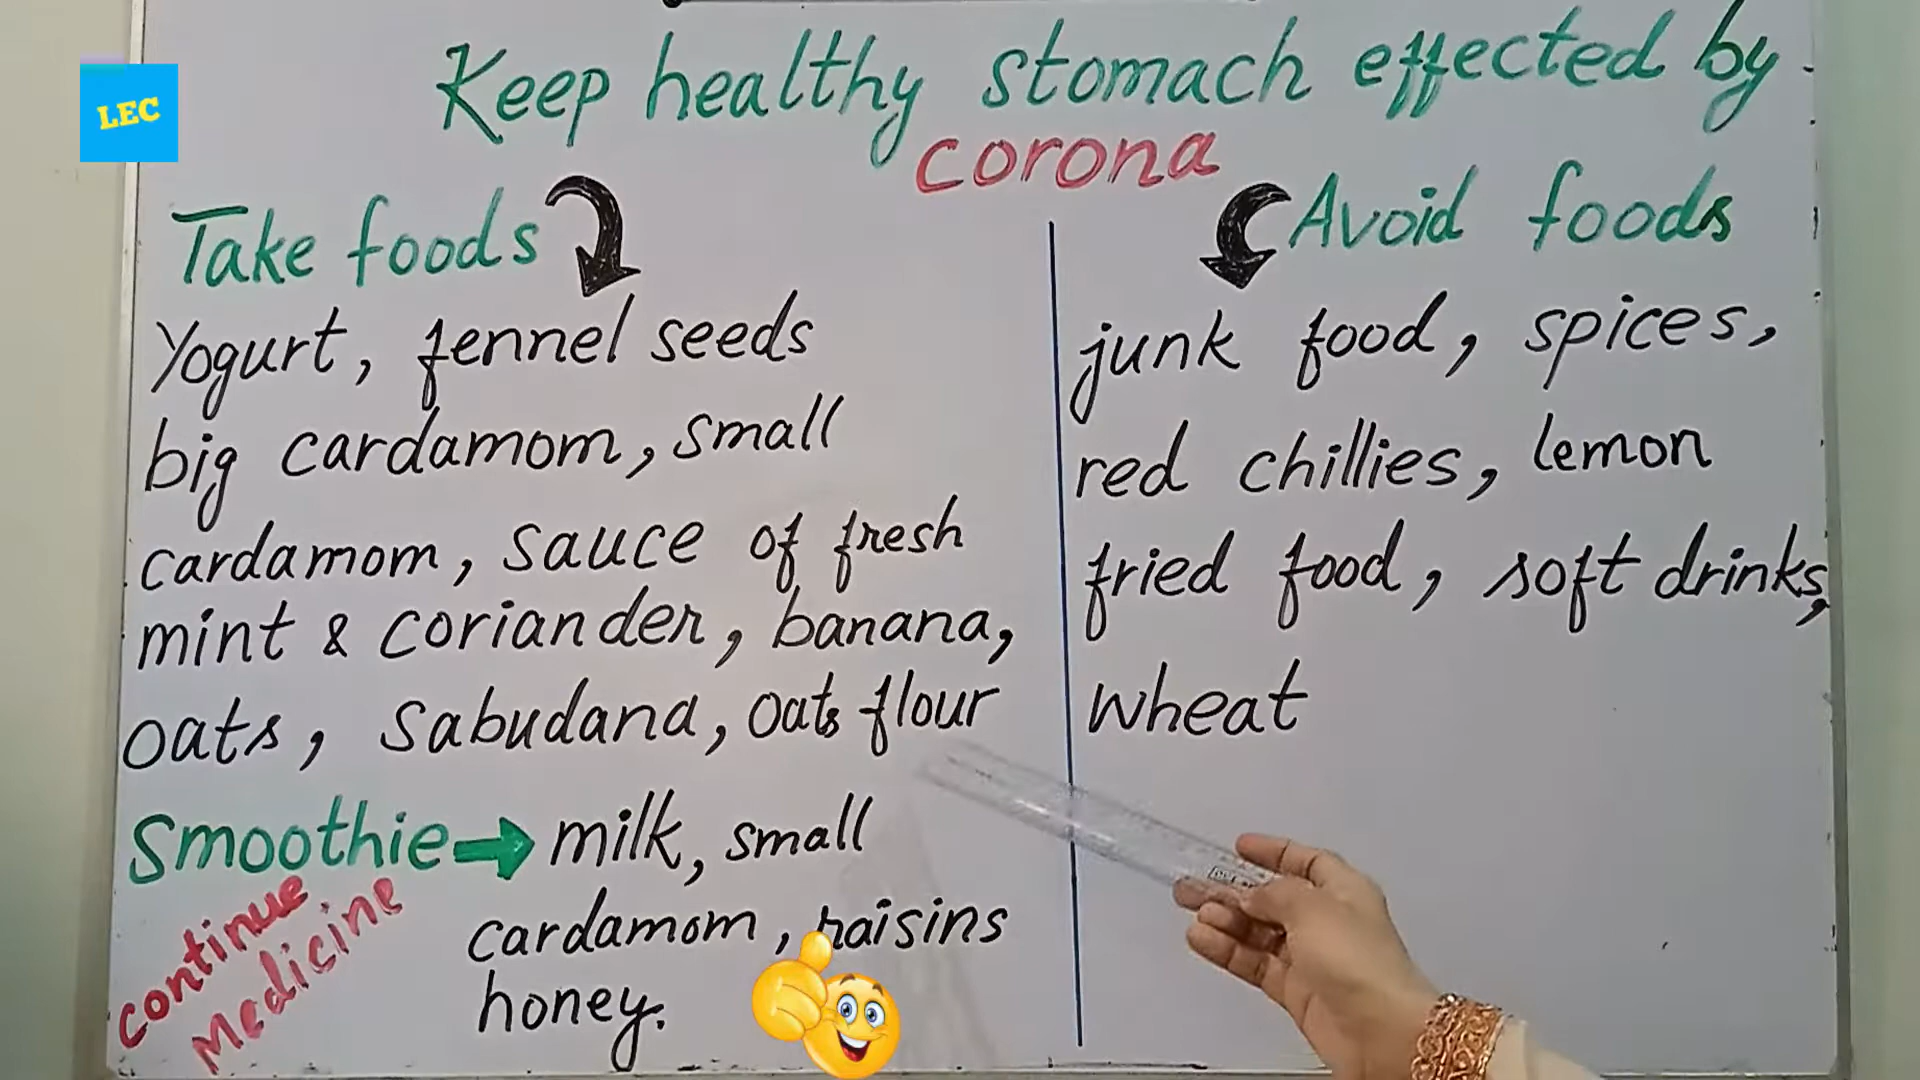 LEC
Keep healthy stomach effected by
corona
Take foods
Yogurt, fennel seeds
big cardamom, small
cardamom, sauce of fresh
mint & coriander, banana,
oats, sabudana, oats flour
Smoothie → milk, small
cardamom, raisins
honey.
continue
Medicine
Avoid foods
junk food, spices,
red chillies, lemon
fried food, soft drinks,
wheat